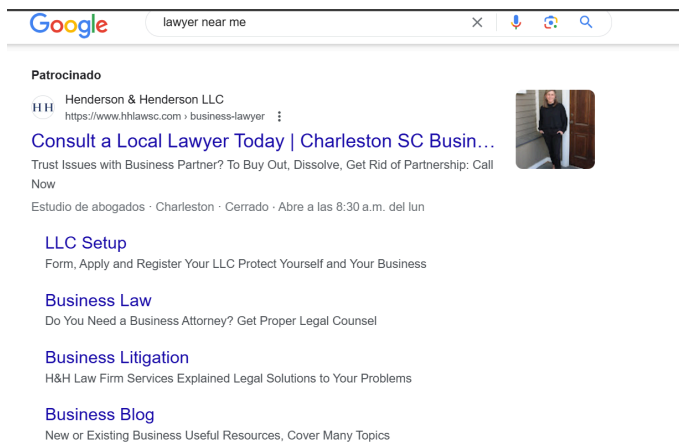 Google
lawyer near me
Patrocinado
HH
Henderson & Henderson LLC
https://www.hhlawsc.com › business-lawyer
Consult a Local Lawyer Today | Charleston SC Busin...
Trust Issues with Business Partner? To Buy Out, Dissolve, Get Rid of Partnership: Call
Now
Estudio de abogados · Charleston · Cerrado · Abre a las 8:30 a.m. del lun
LLC Setup
Form, Apply and Register Your LLC Protect Yourself and Your Business
Business Law
Do You Need a Business Attorney? Get Proper Legal Counsel
Business Litigation
H&H Law Firm Services Explained Legal Solutions to Your Problems
Business Blog
New or Existing Business Useful Resources, Cover Many Topics